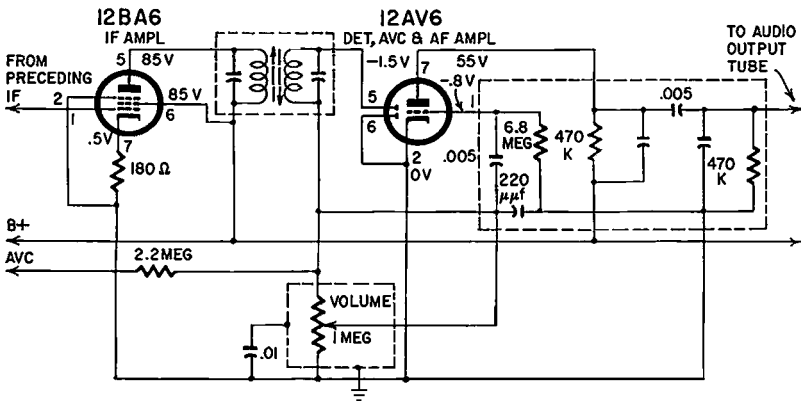 12BA6
IF AMPL
12AV6
DET, AVC & AF AMPL
TO AUDIO
OUTPUT
TUBE
FROM
PRECEDING
IF
5
85V
2
1
85V
6
.5V
7
180Ω
-1.5V
7
55V
-.8V
5
6
1
2
0V
.005
6.8
MEG
220
μμf
470
K
.005
470
K
B+
AVC
2.2MEG
VOLUME
1 MEG
.01